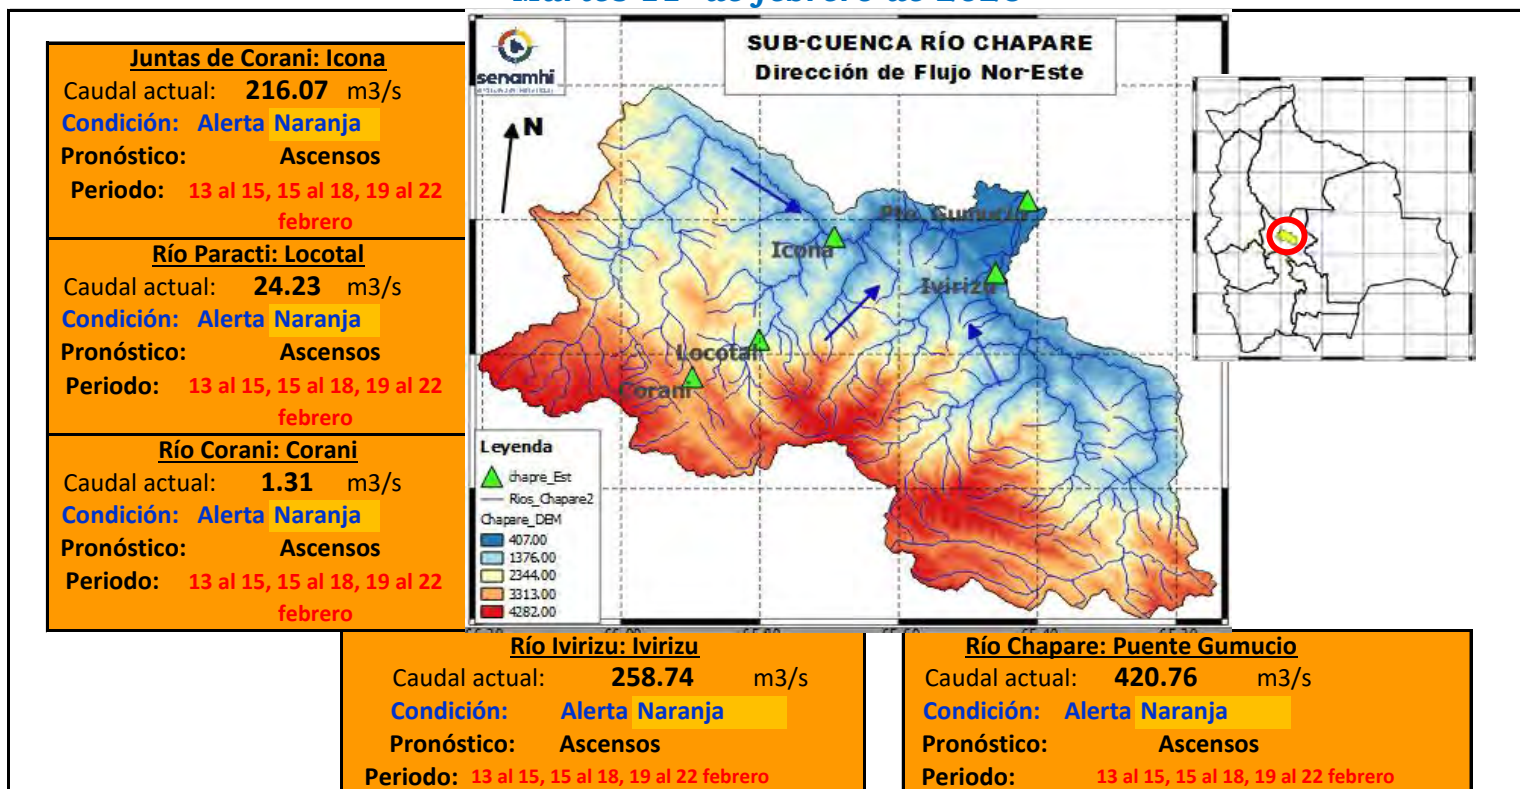 Juntas de Corani: Icona
Caudal actual: 216.07 m3/s
Condición: Alerta Naranja
Pronóstico: Ascensos
Periodo: 13 al 15, 15 al 18, 19 al 22
febrero
Río Paracti: Locotal
Caudal actual: 24.23 m3/s
Condición: Alerta Naranja
Pronóstico: Ascensos
Periodo: 13 al 15, 15 al 18, 19 al 22
febrero
Río Corani: Corani
Caudal actual: 1.31 m3/s
Condición: Alerta Naranja
Pronóstico: Ascensos
Periodo: 13 al 15, 15 al 18, 19 al 22
febrero
senamhi
SUB-CUENCA RÍO CHAPARE
Dirección de Flujo Nor-Este
N
Pto. Gumucio
Icona
Ivirizu
Locotal
Corani
Leyenda
chapre_Est
Rios_Chapare2
Chapare_DEM
407.00
1376.00
2344.00
3313.00
4282.00
Río Ivirizu: Ivirizu
Caudal actual: 258.74 m3/s
Condición: Alerta Naranja
Pronóstico: Ascensos
Periodo: 13 al 15, 15 al 18, 19 al 22 febrero
Río Chapare: Puente Gumucio
Caudal actual: 420.76 m3/s
Condición: Alerta Naranja
Pronóstico: Ascensos
Periodo: 13 al 15, 15 al 18, 19 al 22 febrero